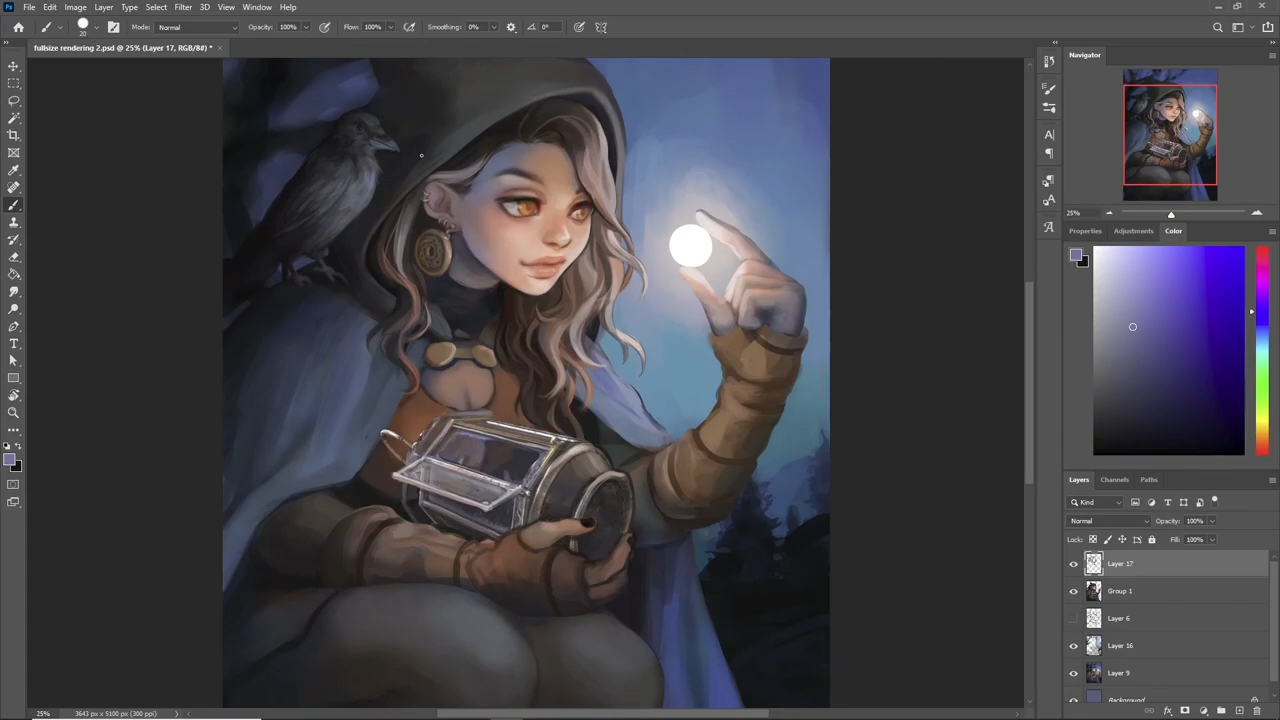 Ps File Edit Image Layer Type Select Filter 3D View Window Help
20 Mode: Normal Opacity: 100% Flow: 100% Smoothing: 0% 0°
fullsize rendering 2.psd @ 25% (Layer 17, RGB/8#) * ×
Navigator
25%
Properties Adjustments Color
Layers Channels Paths
Kind
Normal Opacity: 100%
Lock: Fill: 100%
Layer 17
Group 1
Layer 6
Layer 16
Layer 9
Background
25% 3643 px x 5100 px (300 ppi)